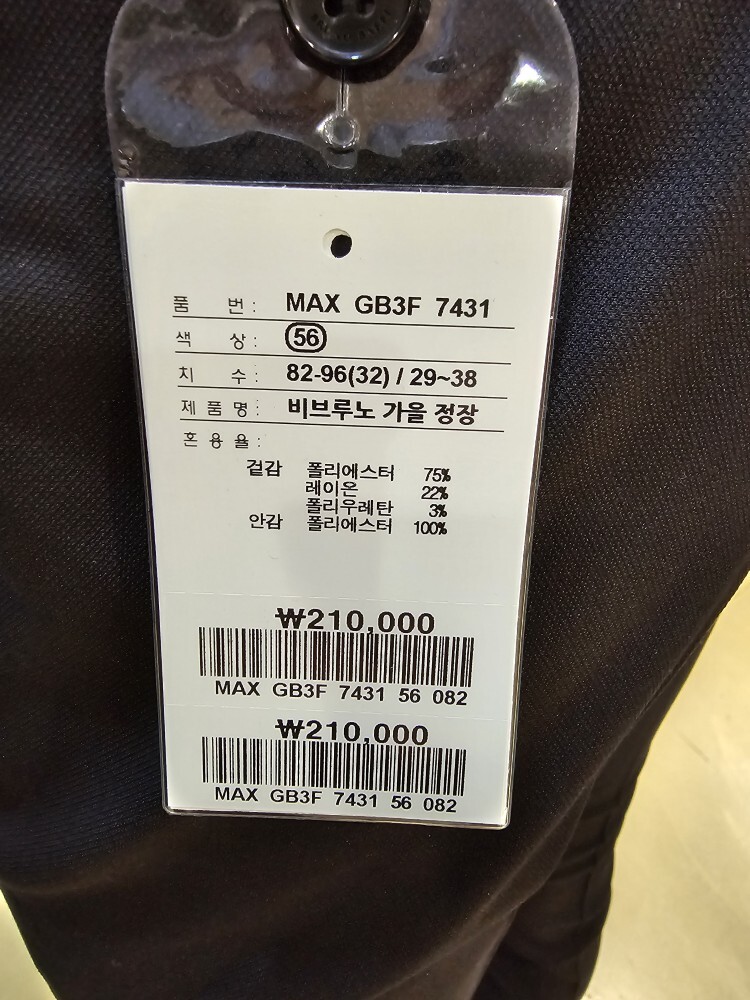 품 번 : MAX GB3F 7431
색 상 : 56
치 수 : 82-96(32) / 29~38
제 품 명 : 비브루노 가을 정장
혼 용 율 :
겉감 폴리에스터 75%
레이온 22%
폴리우레탄 3%
안감 폴리에스터 100%
₩210,000
MAX GB3F 7431 56 082
₩210,000
MAX GB3F 7431 56 082